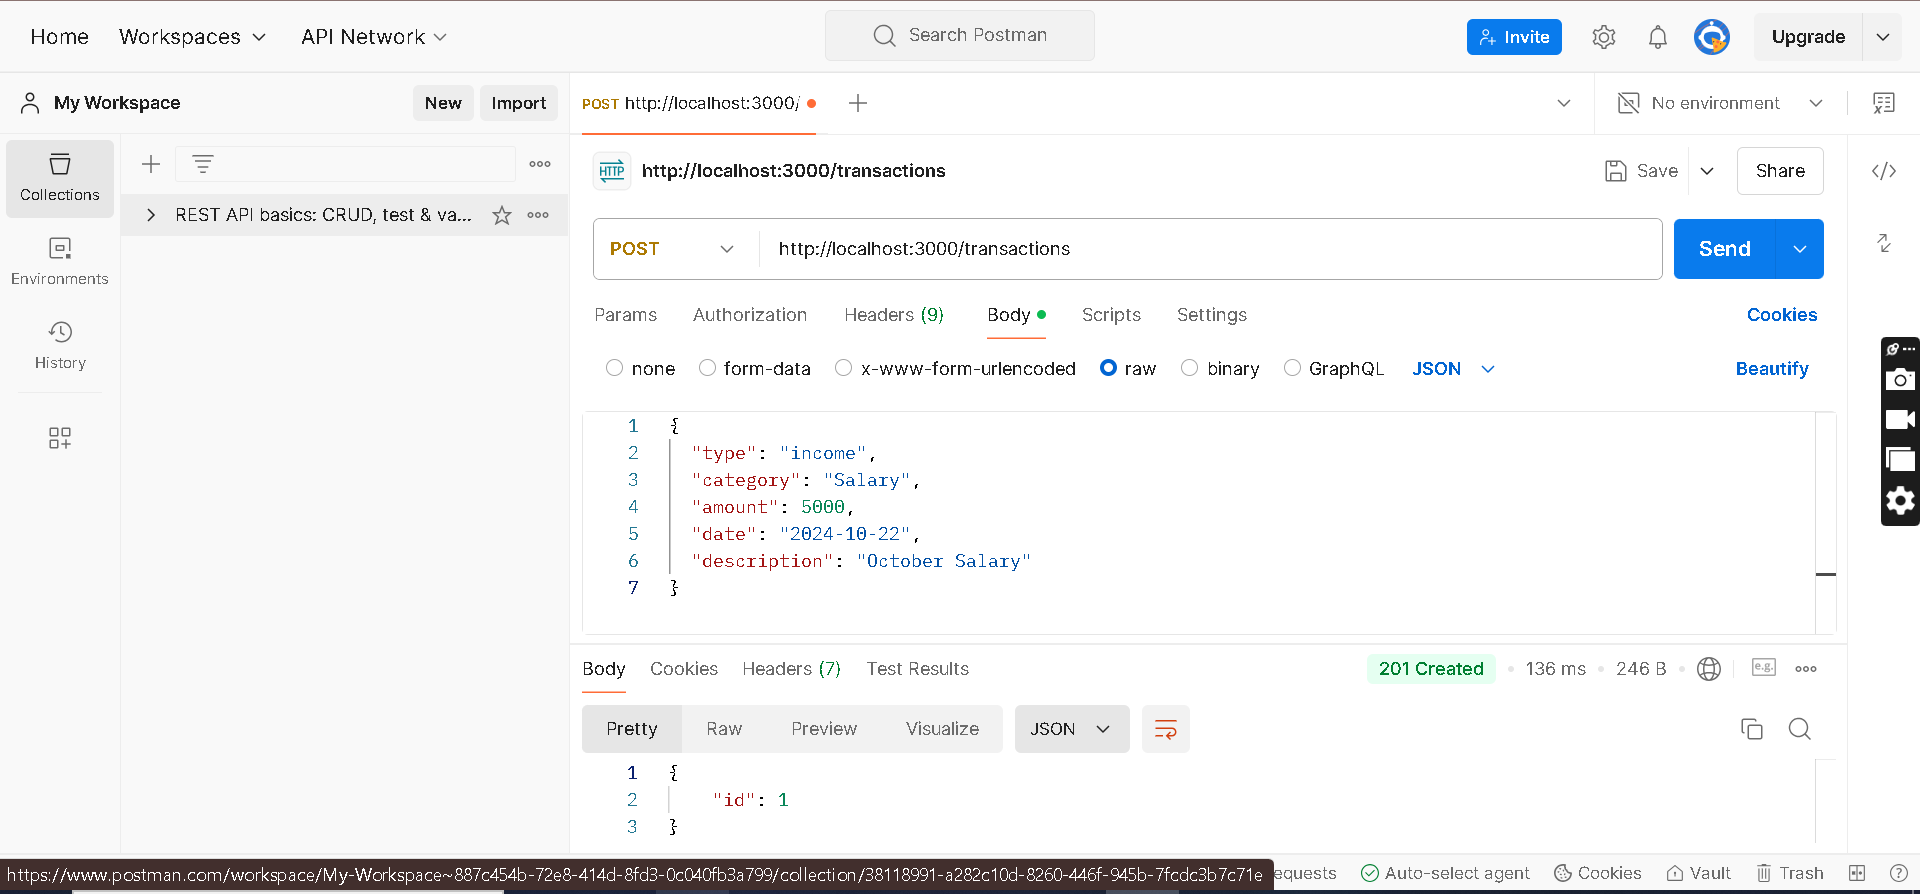 Home Workspaces API Network Search Postman Invite Upgrade
My Workspace New Import POST http://localhost:3000/ No environment
Collections
REST API basics: CRUD, test & va...
Environments
History
HTTP http://localhost:3000/transactions Save Share
POST http://localhost:3000/transactions Send
Params Authorization Headers (9) Body Scripts Settings Cookies
none form-data x-www-form-urlencoded raw binary GraphQL JSON Beautify
1 {
2 "type": "income",
3 "category": "Salary",
4 "amount": 5000,
5 "date": "2024-10-22",
6 "description": "October Salary"
7 }
Body Cookies Headers (7) Test Results 201 Created 136 ms 246 B e.g.
Pretty Raw Preview Visualize JSON
1 {
2 "id": 1
3 }
https://www.postman.com/workspace/My-Workspace~887c454b-72e8-414d-8fd3-0c040fb3a799/collection/38118991-a282c10d-8260-446f-945b-7fcdc3b7c71e equests Auto-select agent Cookies Vault Trash